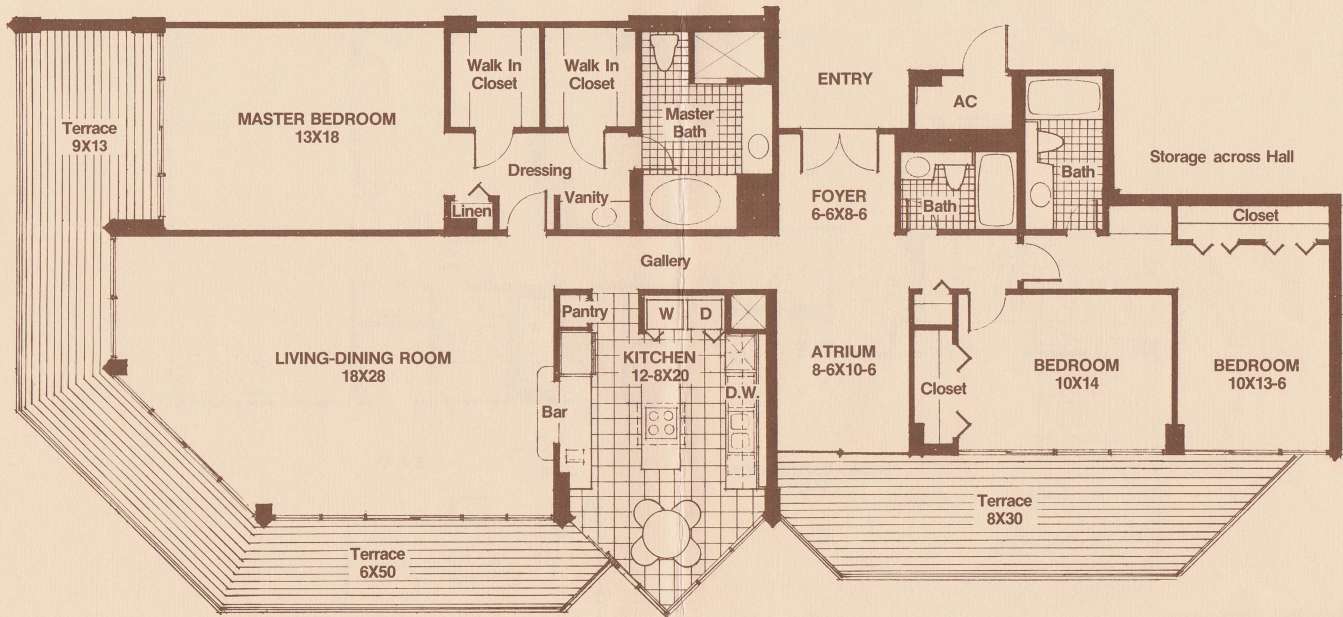 Terrace
9X13
MASTER BEDROOM
13X18
Walk In
Closet
Walk In
Closet
Master
Bath
ENTRY
AC
Storage across Hall
Dressing
Linen
Vanity
FOYER
6-6X8-6
Bath
Bath
Closet
Gallery
Pantry
W
D
LIVING-DINING ROOM
18X28
KITCHEN
12-8X20
D.W.
Bar
ATRIUM
8-6X10-6
Closet
BEDROOM
10X14
BEDROOM
10X13-6
Terrace
6X50
Terrace
8X30